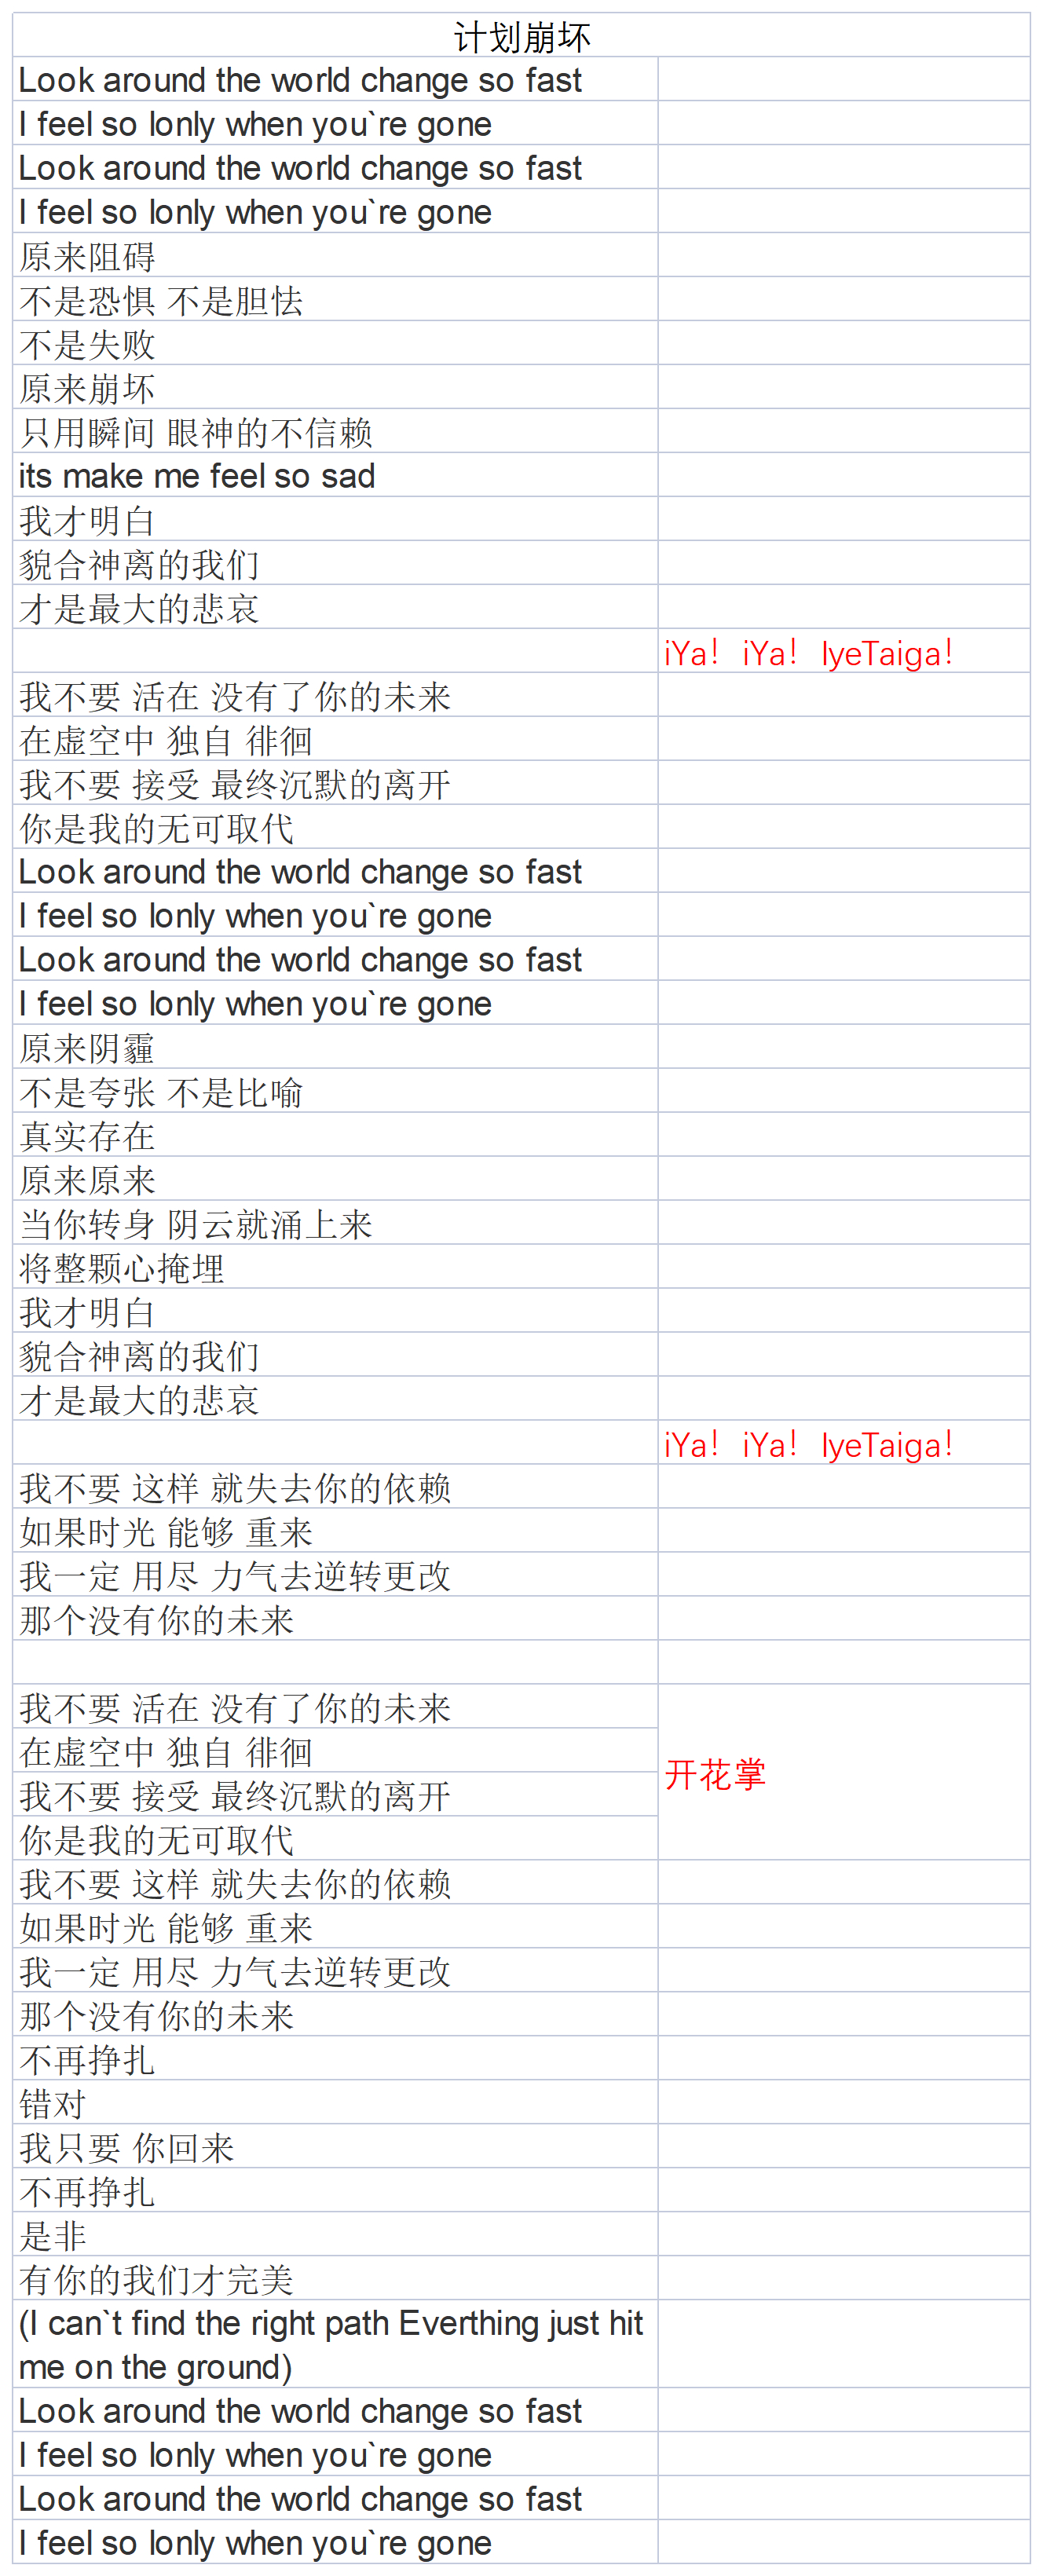 计划崩坏
Look around the world change so fast
I feel so lonly when you`re gone
Look around the world change so fast
I feel so lonly when you`re gone
原来阻碍
不是恐惧 不是胆怯
不是失败
原来崩坏
只用瞬间 眼神的不信赖
its make me feel so sad
我才明白
貌合神离的我们
才是最大的悲哀
iYa！ iYa！ IyeTaiga！
我不要 活在 没有了你的未来
在虚空中 独自 徘徊
我不要 接受 最终沉默的离开
你是我的无可取代
Look around the world change so fast
I feel so lonly when you`re gone
Look around the world change so fast
I feel so lonly when you`re gone
原来阴霾
不是夸张 不是比喻
真实存在
原来原来
当你转身 阴云就涌上来
将整颗心掩埋
我才明白
貌合神离的我们
才是最大的悲哀
iYa！ iYa！ IyeTaiga！
我不要 这样 就失去你的依赖
如果时光 能够 重来
我一定 用尽 力气去逆转更改
那个没有你的未来
我不要 活在 没有了你的未来
在虚空中 独自 徘徊
开花掌
我不要 接受 最终沉默的离开
你是我的无可取代
我不要 这样 就失去你的依赖
如果时光 能够 重来
我一定 用尽 力气去逆转更改
那个没有你的未来
不再挣扎
错对
我只要 你回来
不再挣扎
是非
有你的我们才完美
(I can`t find the right path Everthing just hit
me on the ground)
Look around the world change so fast
I feel so lonly when you`re gone
Look around the world change so fast
I feel so lonly when you`re gone